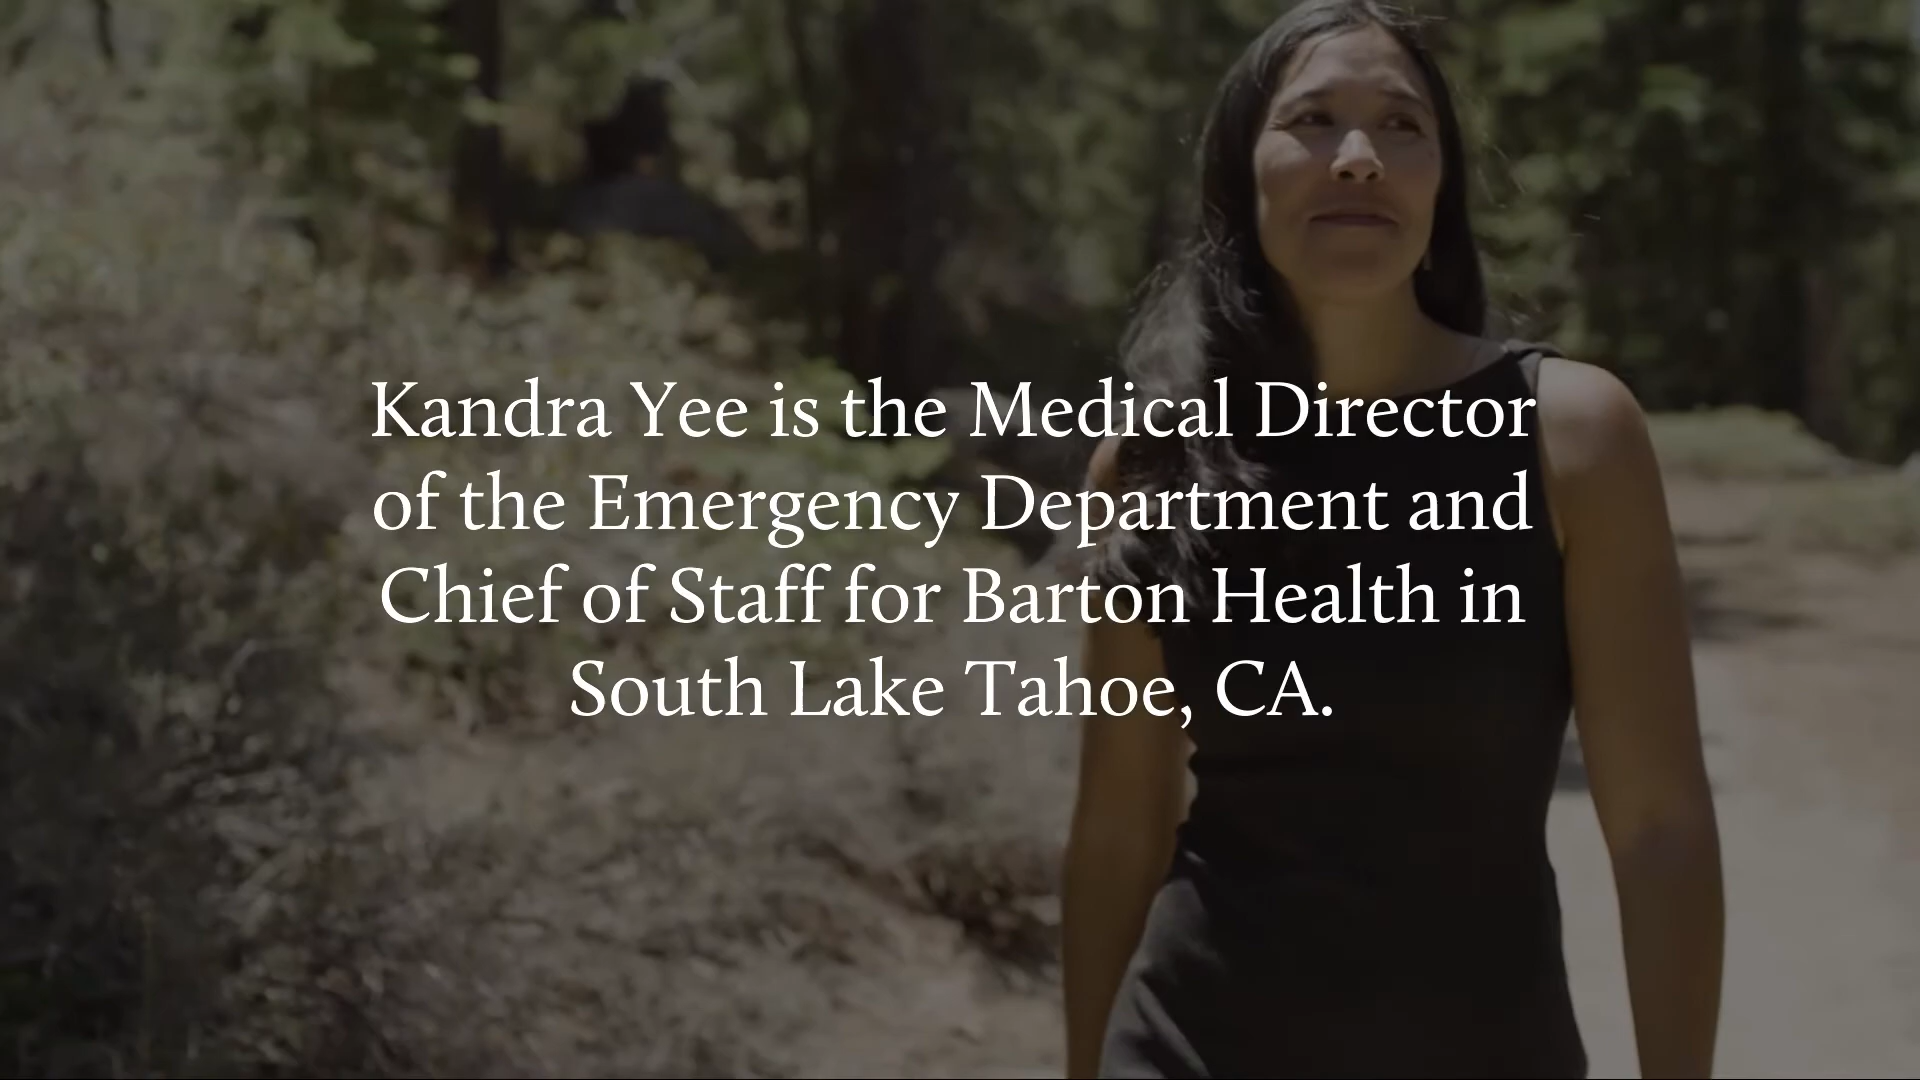 Kandra Yee is the Medical Director
of the Emergency Department and
Chief of Staff for Barton Health in
South Lake Tahoe, CA.